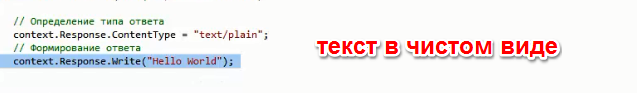 // Определение типа ответа
context.Response.ContentType = "text/plain";
// Формирование ответа
context.Response.Write("Hello World");
текст в чистом виде